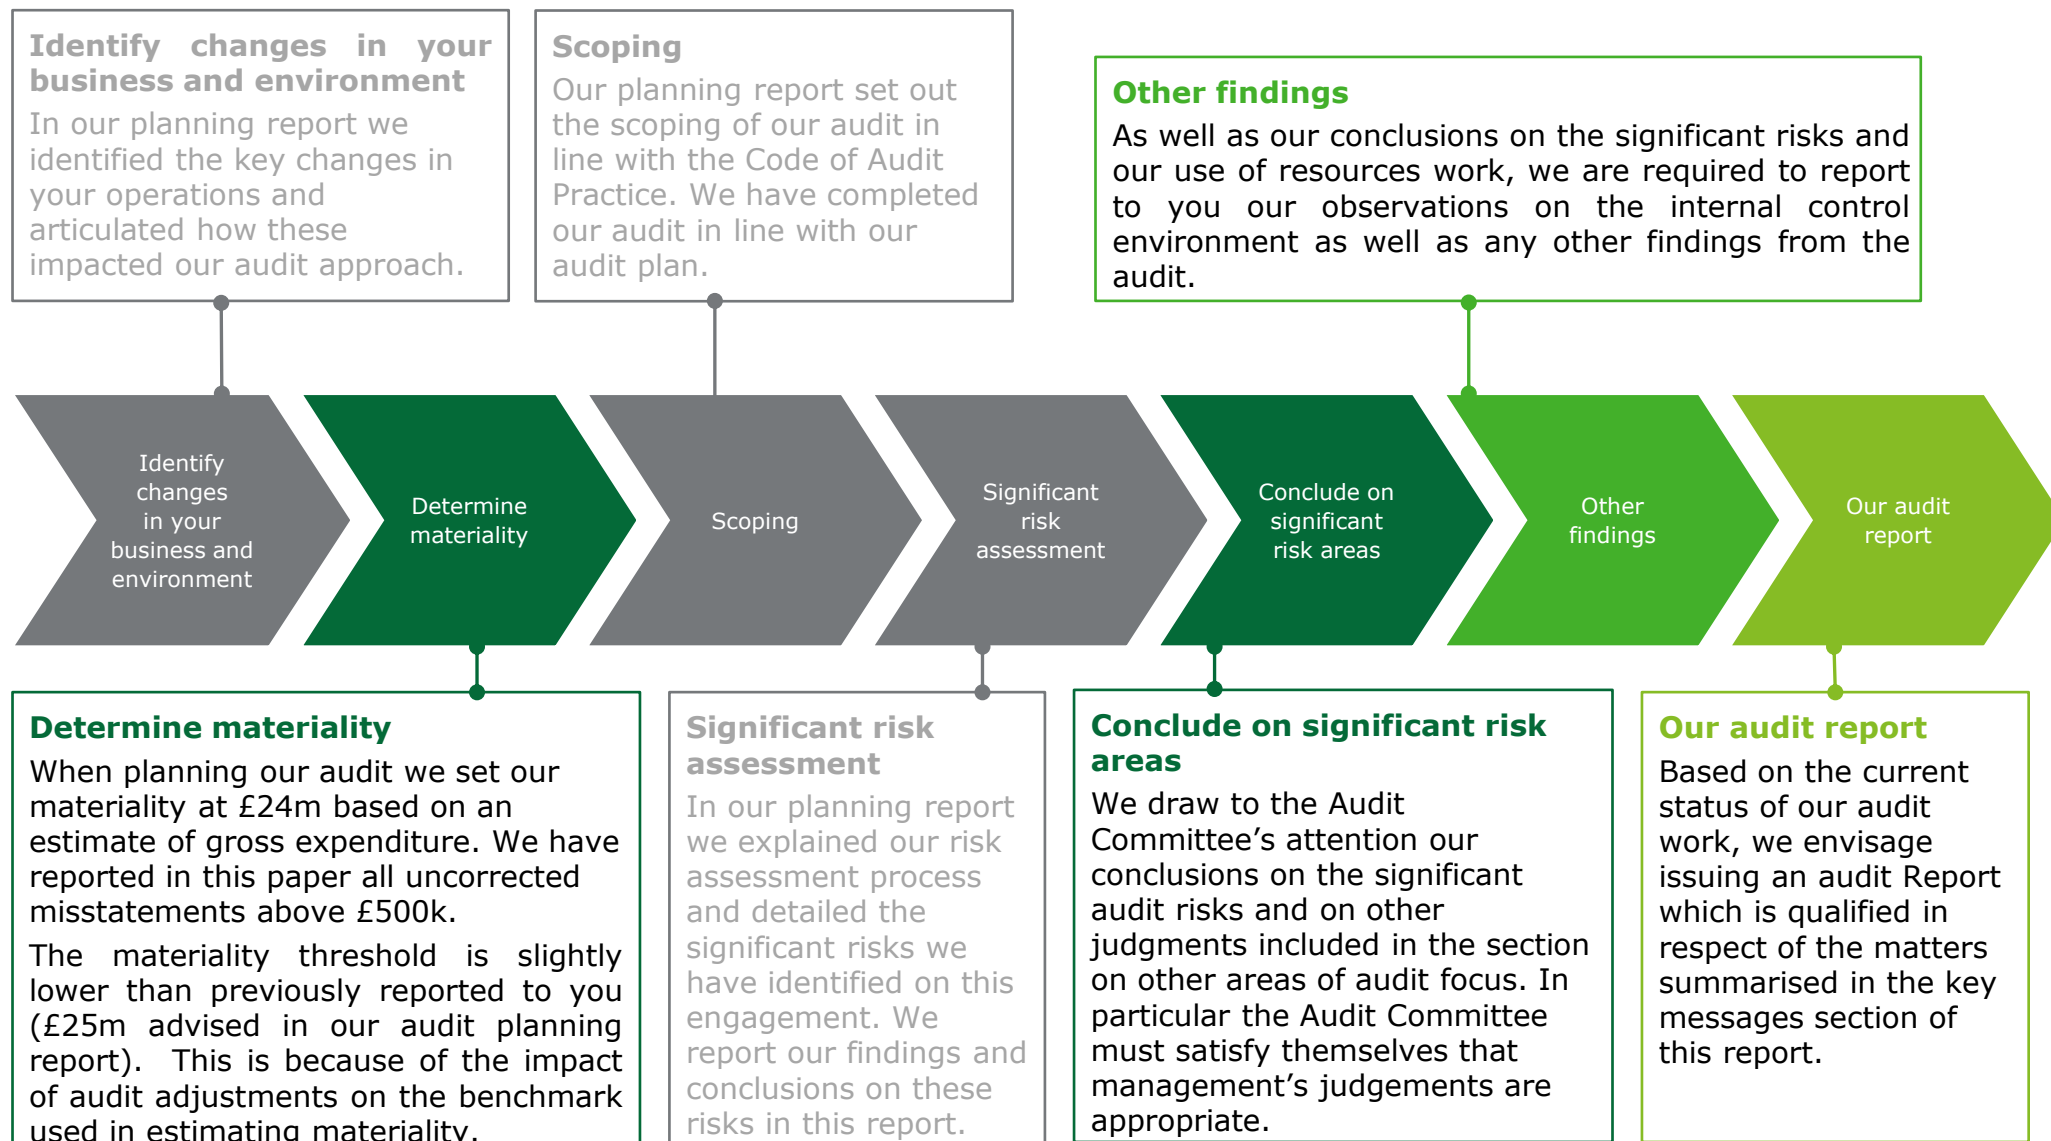 Identify changes in your
business and environment
In our planning report we
identified the key changes in
your operations and
articulated how these
impacted our audit approach.
Scoping
Our planning report set out
the scoping of our audit in
line with the Code of Audit
Practice. We have completed
our audit in line with our
audit plan.
Other findings
As well as our conclusions on the significant risks and
our use of resources work, we are required to report
to you our observations on the internal control
environment as well as any other findings from the
audit.
Identify
changes
in your
business and
environment
Determine
materiality
Scoping
Significant
risk
assessment
Conclude on
significant
risk areas
Other
findings
Our audit
report
Determine materiality
When planning our audit we set our
materiality at £24m based on an
estimate of gross expenditure. We have
reported in this paper all uncorrected
misstatements above £500k.
The materiality threshold is slightly
lower than previously reported to you
(£25m advised in our audit planning
report). This is because of the impact
of audit adjustments on the benchmark
used in estimating materiality.
Significant risk
assessment
In our planning report
we explained our risk
assessment process
and detailed the
significant risks we
have identified on this
engagement. We
report our findings and
conclusions on these
risks in this report.
Conclude on significant risk
areas
We draw to the Audit
Committee’s attention our
conclusions on the significant
audit risks and on other
judgments included in the section
on other areas of audit focus. In
particular the Audit Committee
must satisfy themselves that
management’s judgements are
appropriate.
Our audit report
Based on the current
status of our audit
work, we envisage
issuing an audit Report
which is qualified in
respect of the matters
summarised in the key
messages section of
this report.